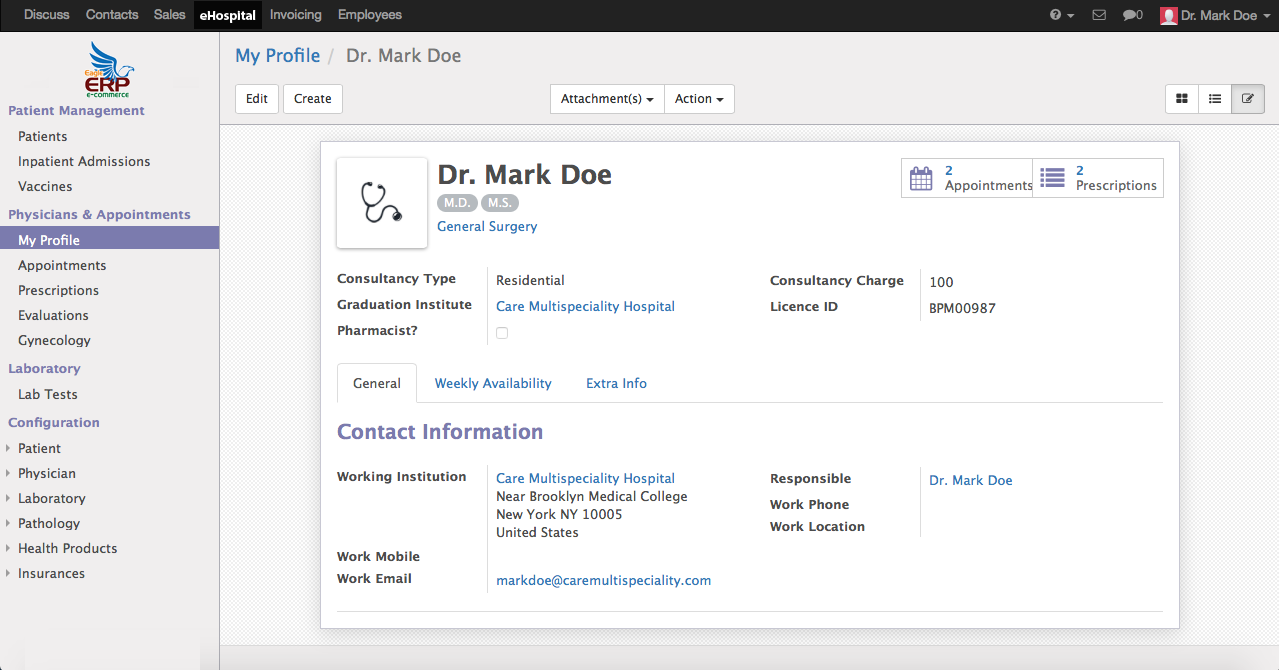 Discuss Contacts Sales eHospital Invoicing Employees 0 Dr. Mark Doe
Eagle
ERP
e-commerce
Patient Management
Patients
Inpatient Admissions
Vaccines
Physicians & Appointments
My Profile
Appointments
Prescriptions
Evaluations
Gynecology
Laboratory
Lab Tests
Configuration
Patient
Physician
Laboratory
Pathology
Health Products
Insurances
My Profile / Dr. Mark Doe
Edit Create Attachment(s) Action
Dr. Mark Doe
M.D. M.S.
General Surgery
2 Appointments
2 Prescriptions
Consultancy Type Residential
Graduation Institute Care Multispeciality Hospital
Pharmacist?
Consultancy Charge 100
Licence ID BPM00987
General Weekly Availability Extra Info
Contact Information
Working Institution Care Multispeciality Hospital
Near Brooklyn Medical College
New York NY 10005
United States
Work Mobile
Work Email markdoe@caremultispeciality.com
Responsible Dr. Mark Doe
Work Phone
Work Location